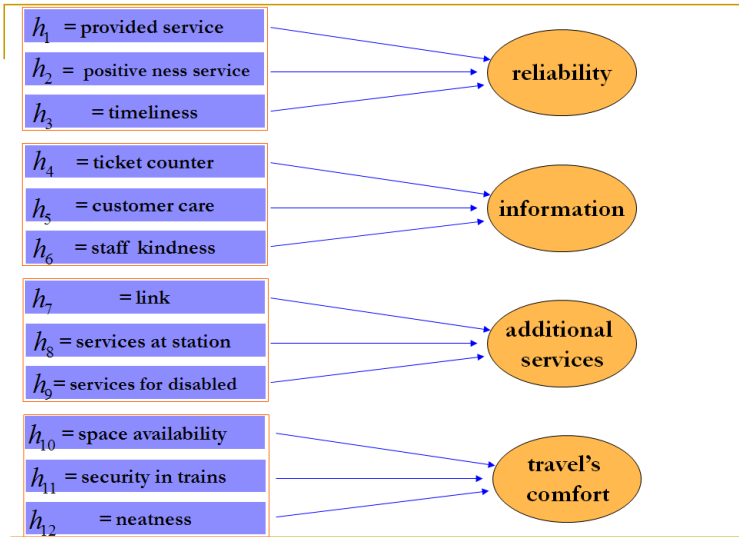 h₁ = provided service
h₂ = positive ness service
h₃ = timeliness
reliability
h₄ = ticket counter
h₅ = customer care
h₆ = staff kindness
information
h₇ = link
h₈ = services at station
h₉= services for disabled
additional
services
h₁₀ = space availability
h₁₁ = security in trains
h₁₂ = neatness
travel’s
comfort